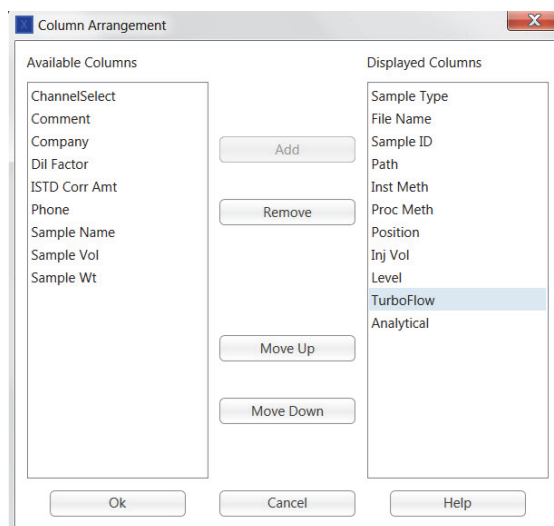 Column Arrangement
X
Available Columns
ChannelSelect
Comment
Company
Dil Factor
ISTD Corr Amt
Phone
Sample Name
Sample Vol
Sample Wt
Add
Remove
Move Up
Move Down
Displayed Columns
Sample Type
File Name
Sample ID
Path
Inst Meth
Proc Meth
Position
Inj Vol
Level
TurboFlow
Analytical
Ok
Cancel
Help